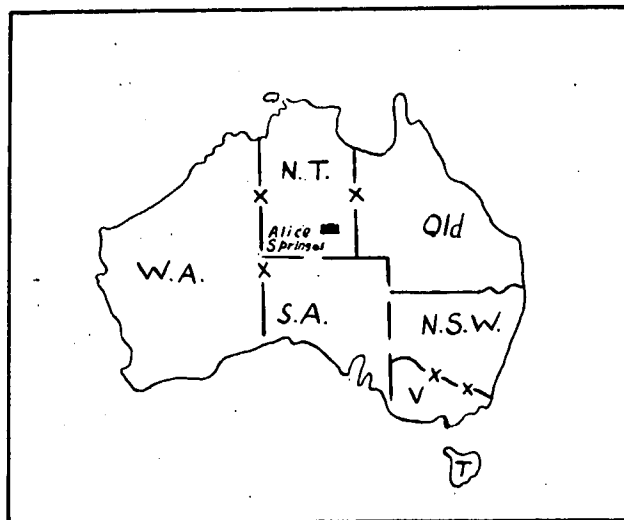 N.T.
Alice
Springs
Qld
W.A.
S.A.
N.S.W.
V
T